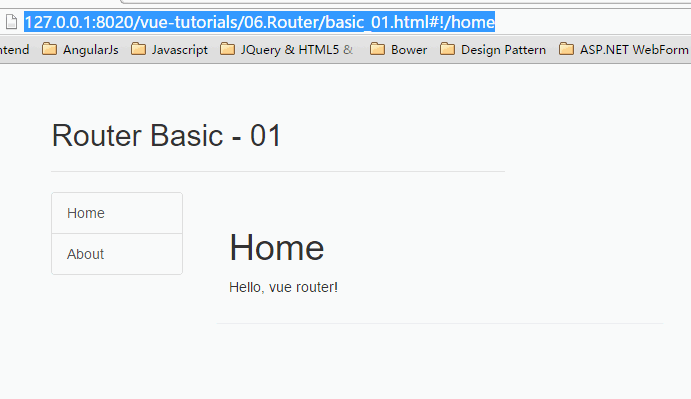 127.0.0.1:8020/vue-tutorials/06.Router/basic_01.html#!/home
ntend AngularJs Javascript JQuery & HTML5 & Bower Design Pattern ASP.NET WebForm
Router Basic - 01
Home
About
Home
Hello, vue router!